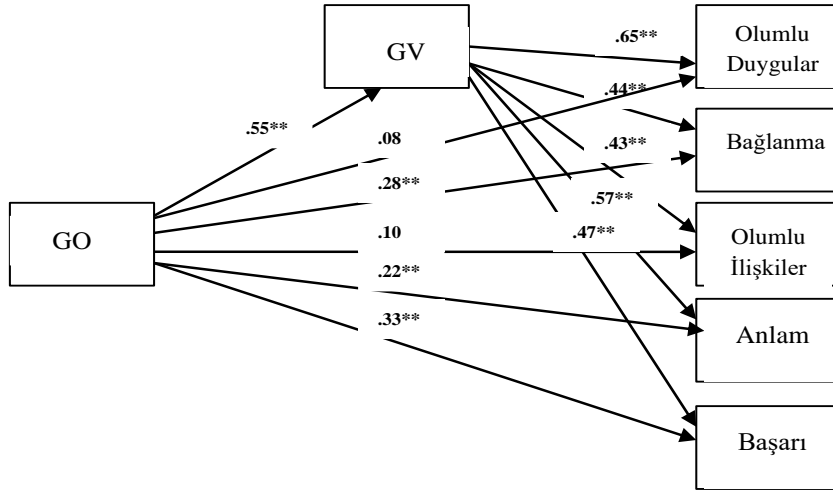 GV
Olumlu
Duygular
.65**
.44**
.55**
.08
Bağlanma
.43**
.28**
.57**
GO
.10
.47**
Olumlu
İlişkiler
.22**
.33**
Anlam
Başarı